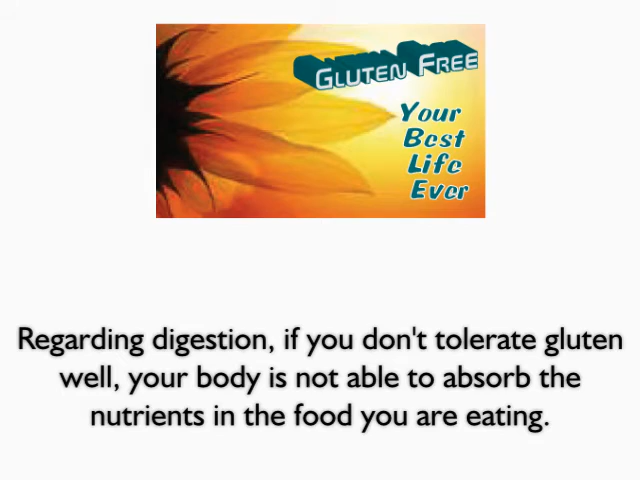 Gluten Free
Your
Best
Life
Ever
Regarding digestion, if you don't tolerate gluten
well, your body is not able to absorb the
nutrients in the food you are eating.